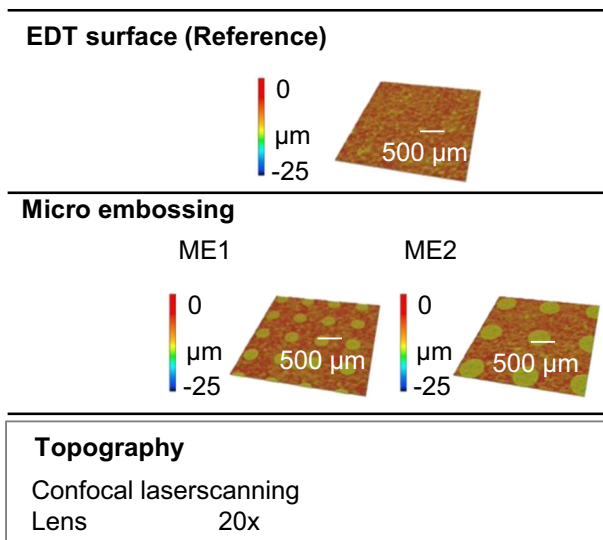 EDT surface (Reference)
0
µm
-25
500 µm
Micro embossing
ME1 ME2
0
µm
-25
500 µm
0
µm
-25
500 µm
Topography
Confocal laserscanning
Lens 20x